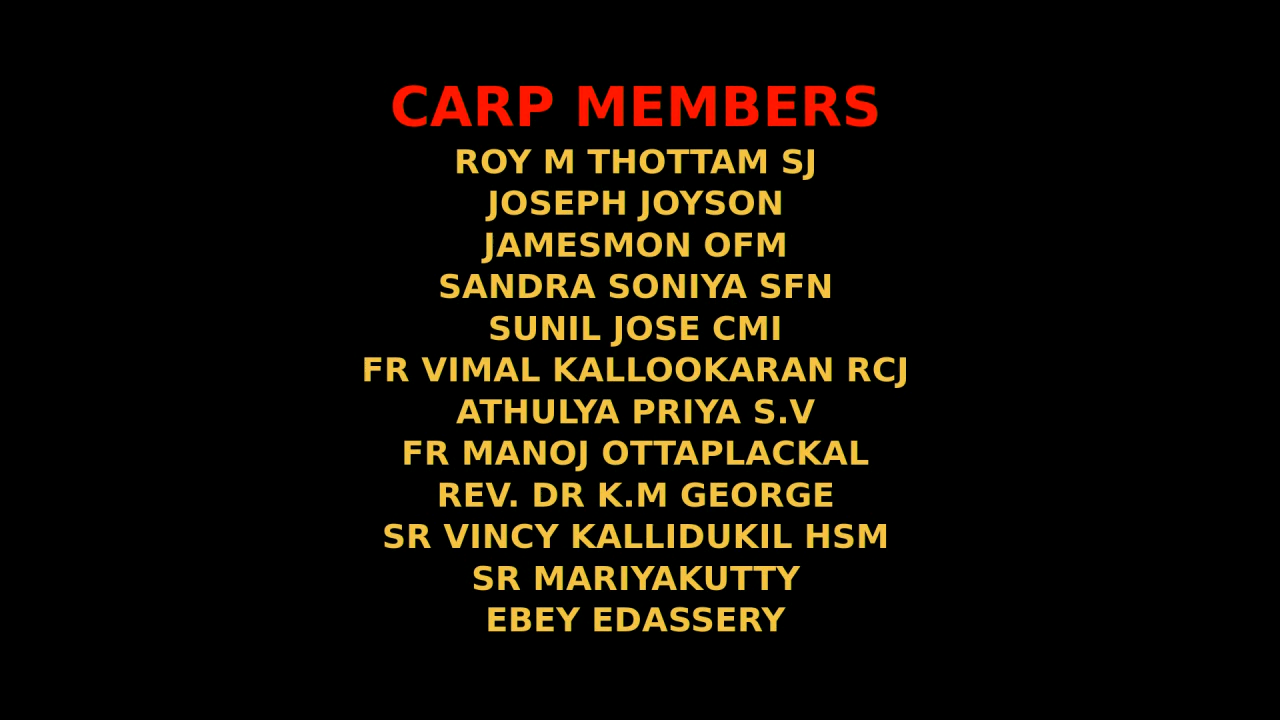 CARP MEMBERS
ROY M THOTTAM SJ
JOSEPH JOYSON
JAMESMON OFM
SANDRA SONIYA SFN
SUNIL JOSE CMI
FR VIMAL KALLOOKARAN RCJ
ATHULYA PRIYA S.V
FR MANOJ OTTAPLACKAL
REV. DR K.M GEORGE
SR VINCY KALLIDUKIL HSM
SR MARIYAKUTTY
EBEY EDASSERY